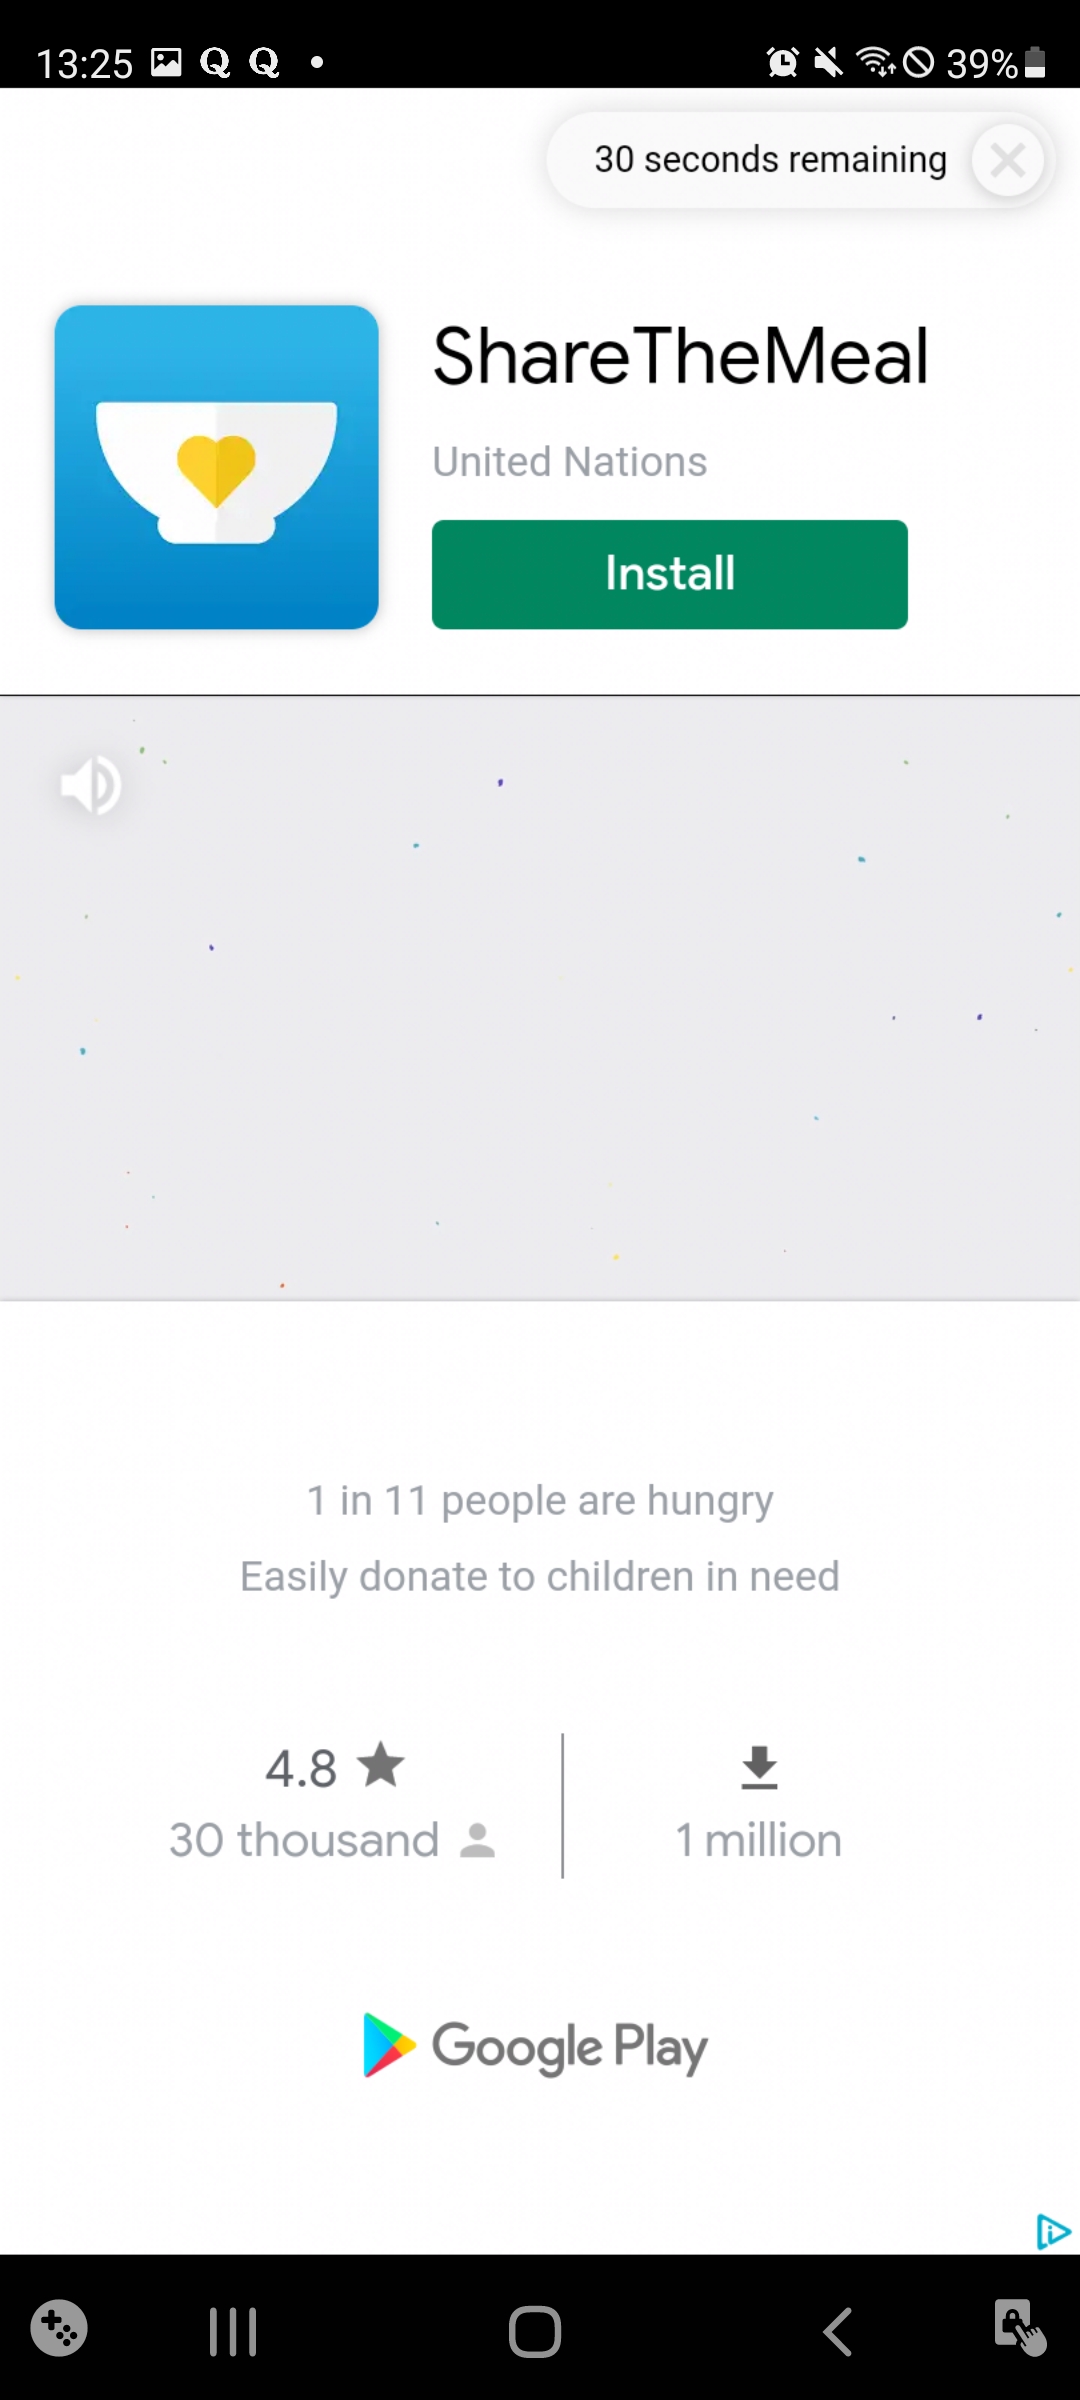 13:25 Q Q 39%
30 seconds remaining
ShareTheMeal
United Nations
Install
1 in 11 people are hungry
Easily donate to children in need
4.8
30 thousand
1 million
Google Play